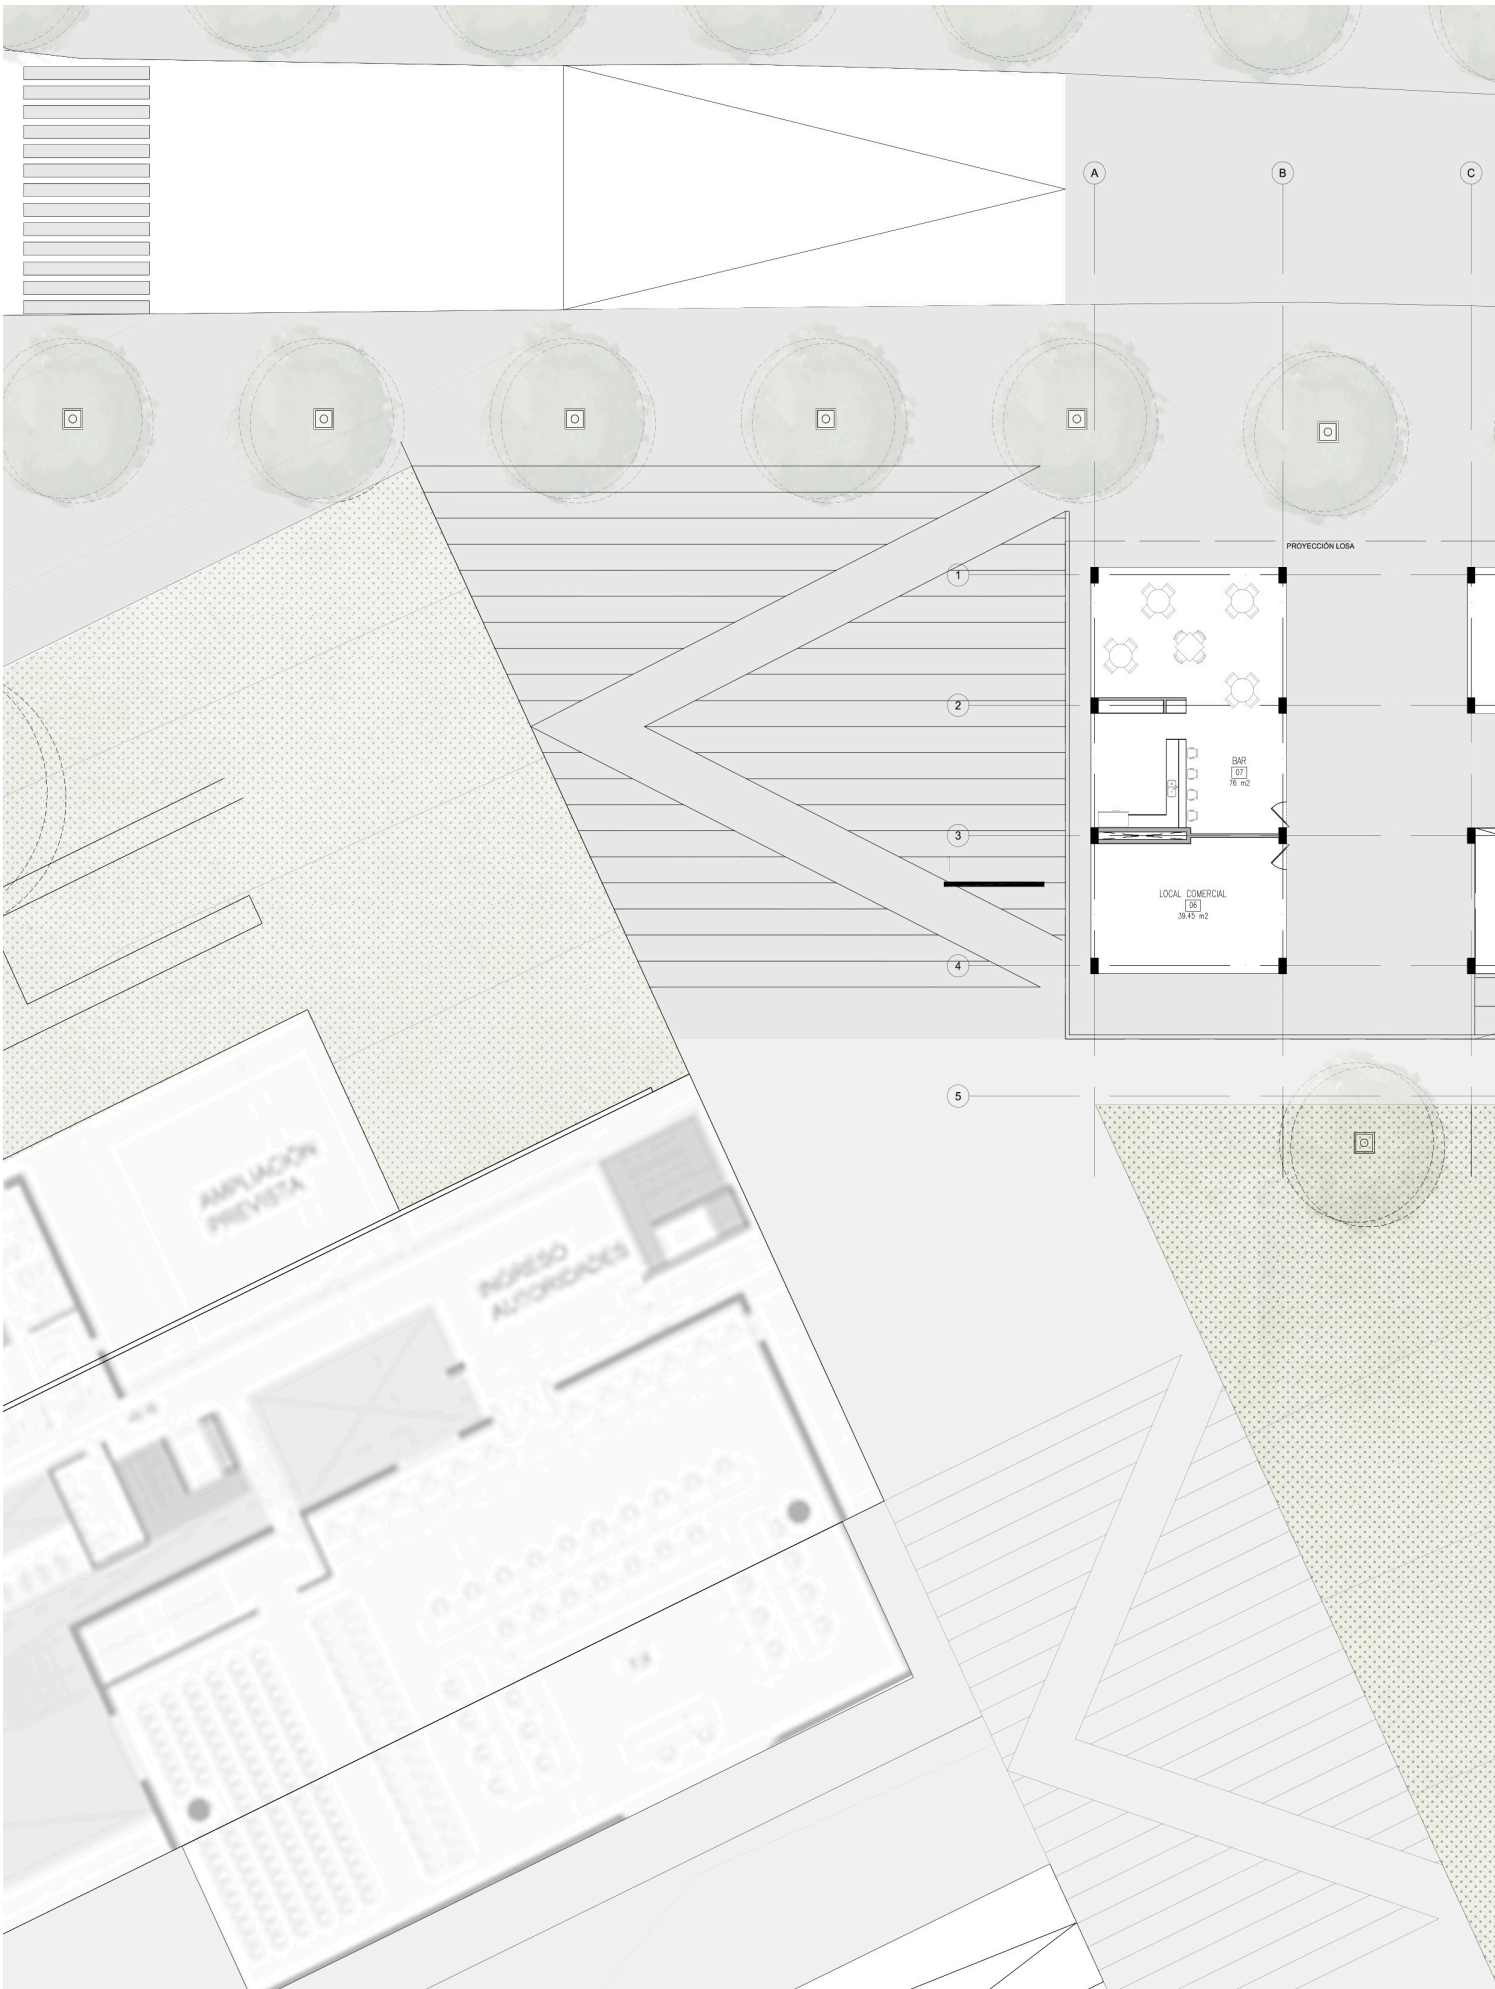 A
B
C
PROYECCIÓN LOSA
1
2
BAR
07
76 m2
3
LOCAL COMERCIAL
06
39.45 m2
4
5
AMPLIACIÓN
PREVISTA
INGRESO
AUTORIDADES